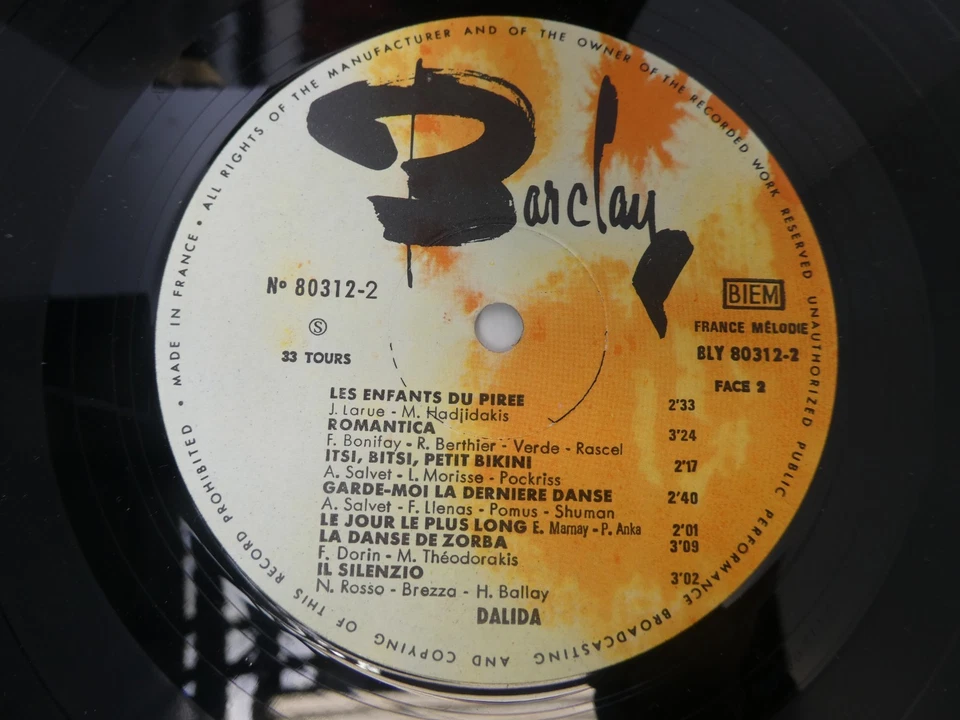 • ALL RIGHTS OF THE MANUFACTURER AND OF THE OWNER OF THE RECORDED WORK RESERVED UNAUTHORIZED PUBLIC PERFORMANCE BROADCASTING AND COPYING OF THIS RECORD PROHIBITED • MADE IN FRANCE
Barclay
Nº 80312-2
Ⓢ
33 TOURS
BIEM
FRANCE MÉLODIE
BLY 80312-2
FACE 2
LES ENFANTS DU PIREE 2'33
J. Larue - M. Hadjidakis
ROMANTICA 3'24
F. Bonifay - R. Berthier - Verde - Rascel
ITSI, BITSI, PETIT BIKINI 2'17
A. Salvet - L. Morisse - Pockriss
GARDE-MOI LA DERNIERE DANSE 2'40
A. Salvet - F. Llenas - Pomus - Shuman
LE JOUR LE PLUS LONG E. Marnay - P. Anka 2'01
LA DANSE DE ZORBA 3'09
F. Dorin - M. Théodorakis
IL SILENZIO 3'02
N. Rosso - Brezza - H. Ballay
DALIDA